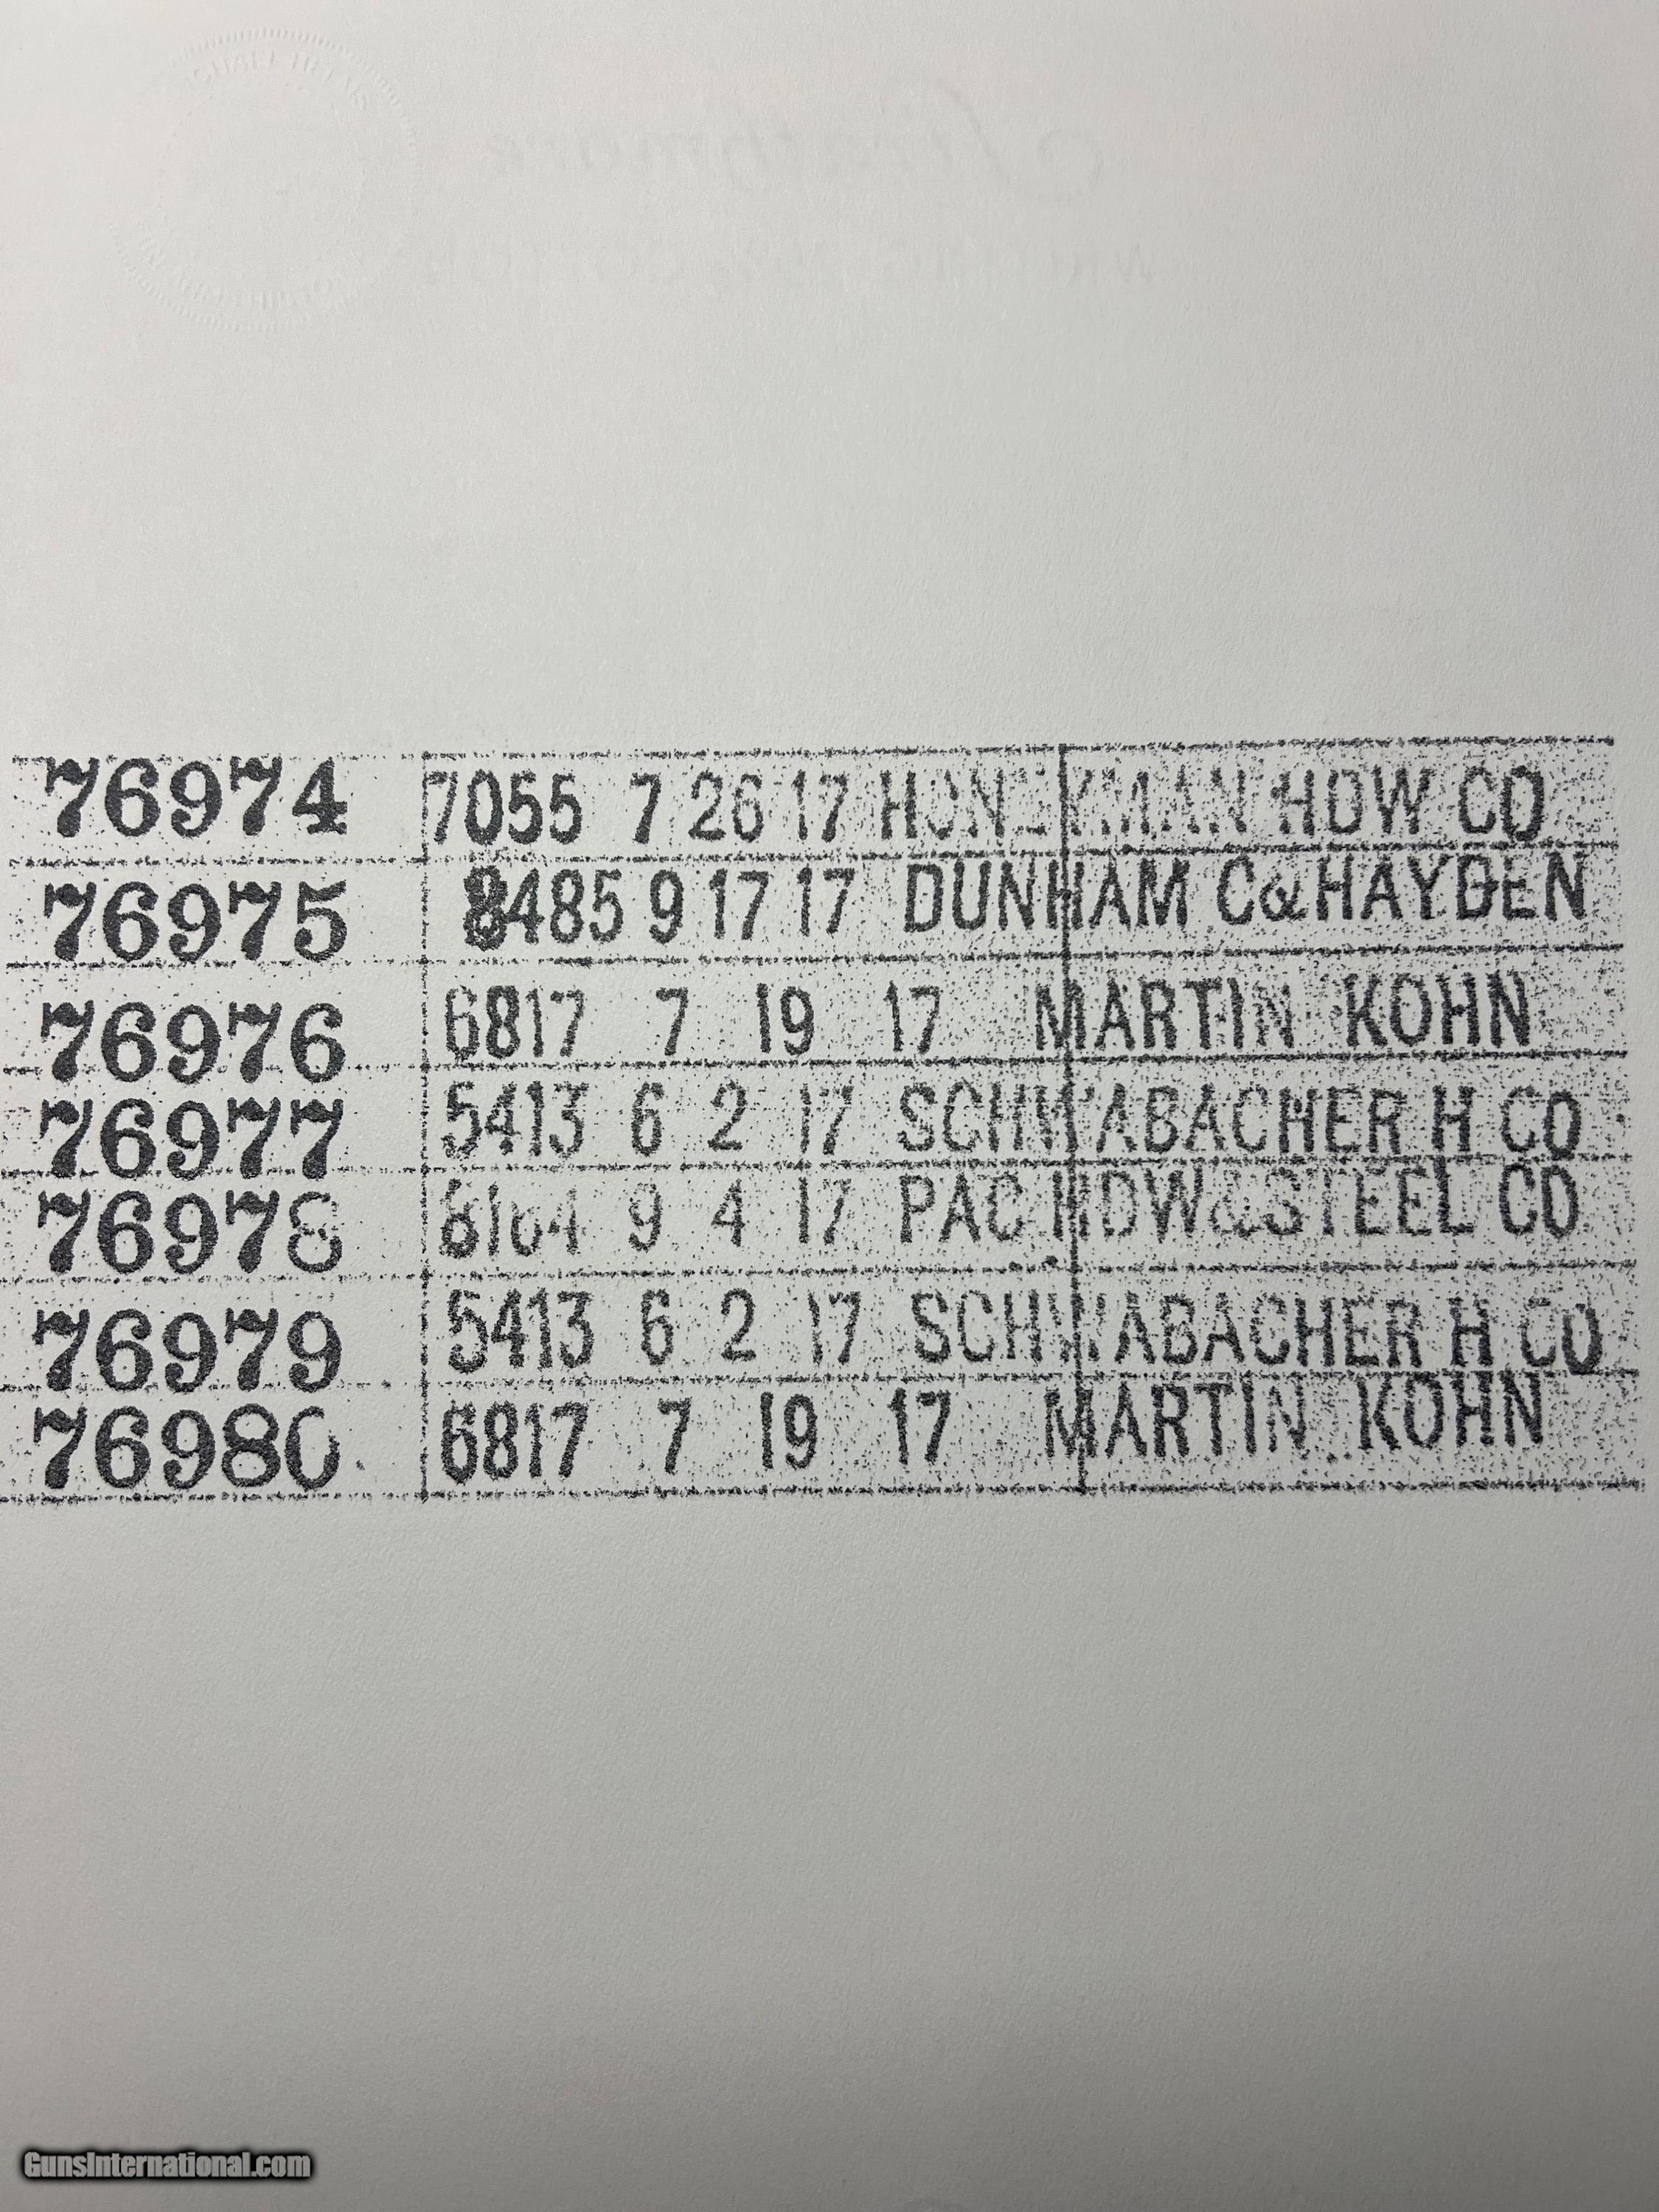 76974 7055 7 26 17 HDW CO
76975 8485 9 17 17 DUNHAM C&HAYDEN
76976 6817 7 19 17 MARTIN KOHN
76977 5413 6 2 17 SCHWABACHER H CO
76978 8164 9 4 17 PAC HDW&STEEL CO
76979 5413 6 2 17 SCHWABACHER H CO
76980 6817 7 19 17 MARTIN KOHN
GunsInternational.com